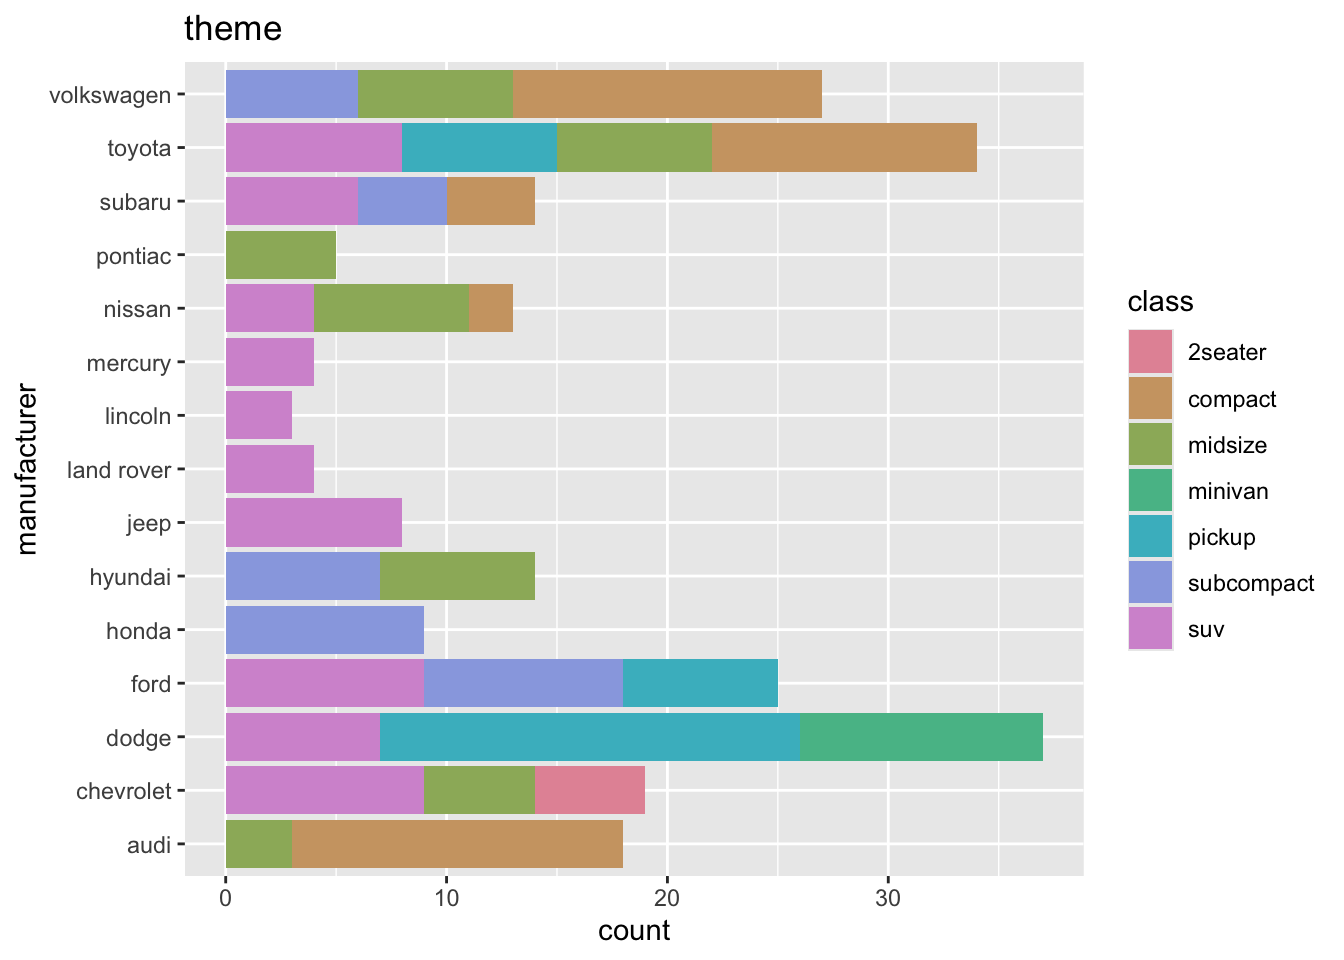 theme
volkswagen
toyota
subaru
pontiac
nissan
mercury
lincoln
land rover
jeep
hyundai
honda
ford
dodge
chevrolet
audi
manufacturer
0 10 20 30
count
class
2seater
compact
midsize
minivan
pickup
subcompact
suv